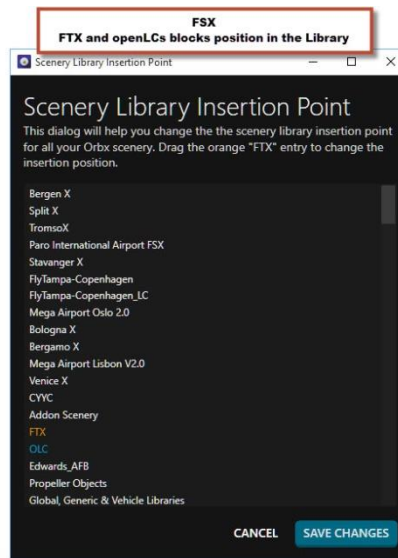 FSX
FTX and openLCs blocks position in the Library
Scenery Library Insertion Point
Scenery Library Insertion Point
This dialog will help you change the the scenery library insertion point
for all your Orbx scenery. Drag the orange "FTX" entry to change the
insertion position.
Bergen X
Split X
TromsoX
Paro International Airport FSX
Stavanger X
FlyTampa-Copenhagen
FlyTampa-Copenhagen_LC
Mega Airport Oslo 2.0
Bologna X
Bergamo X
Mega Airport Lisbon V2.0
Venice X
CYYC
Addon Scenery
FTX
OLC
Edwards_AFB
Propeller Objects
Global, Generic & Vehicle Libraries
CANCEL SAVE CHANGES